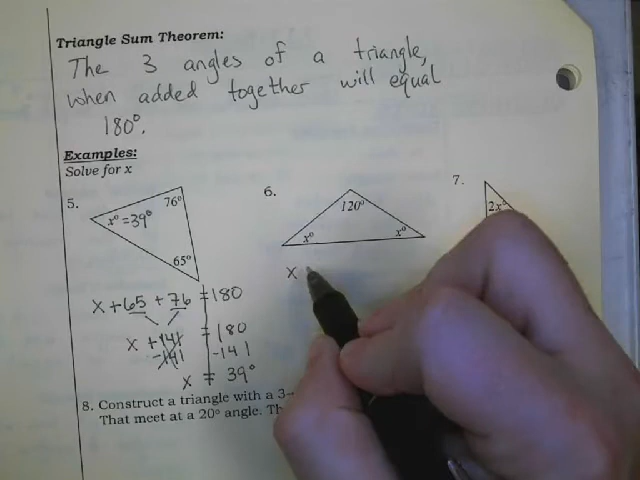 Triangle Sum Theorem:
The 3 angles of a triangle,
when added together will equal
180°.
Examples:
Solve for x
5.
76°
x° = 39°
65°
x + 65 + 76 = 180
x + 141 = 180
-141 -141
x = 39°
6.
120°
x° x°
x
7.
2x°
8. Construct a triangle with a 3-
That meet at a 20° angle.